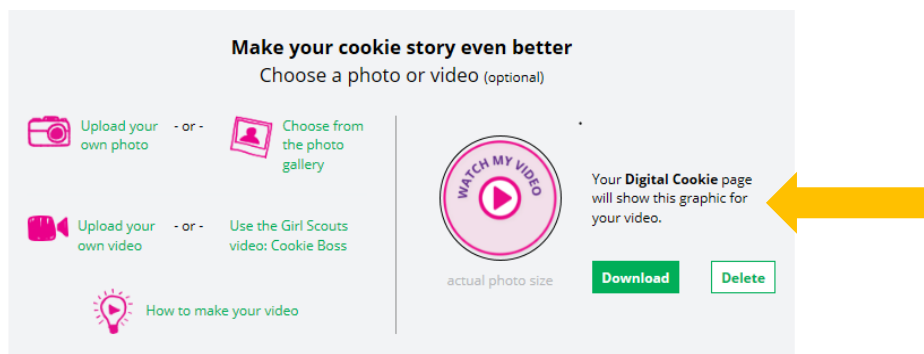 Make your cookie story even better
Choose a photo or video (optional)
Upload your
own photo
- or -
Choose from
the photo
gallery
Upload your
own video
- or -
Use the Girl Scouts
video: Cookie Boss
How to make your video
WATCH MY VIDEO
actual photo size
Your Digital Cookie page
will show this graphic for
your video.
Download
Delete